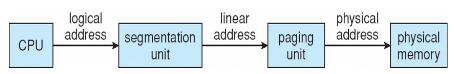 logical
address
linear
address
physical
address
CPU
segmentation
unit
paging
unit
physical
memory